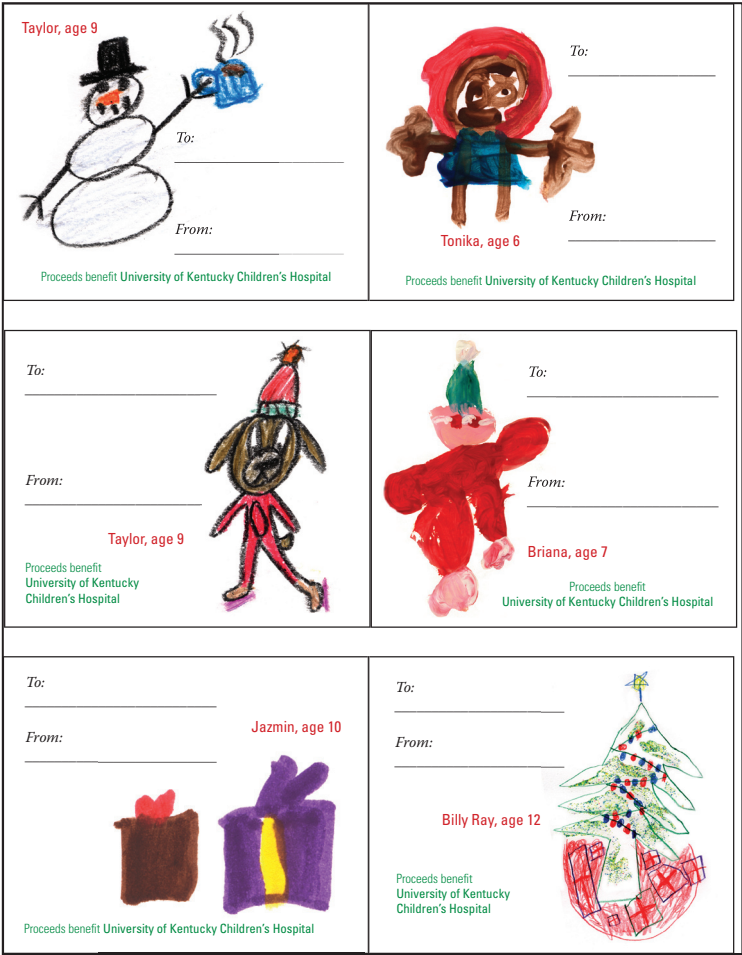 Taylor, age 9
To:
From:
Proceeds benefit University of Kentucky Children's Hospital
To:
From:
Tonika, age 6
Proceeds benefit University of Kentucky Children's Hospital
To:
From:
Taylor, age 9
Proceeds benefit
University of Kentucky
Children's Hospital
To:
From:
Briana, age 7
Proceeds benefit
University of Kentucky Children's Hospital
To:
From:
Jazmin, age 10
Proceeds benefit University of Kentucky Children's Hospital
To:
From:
Billy Ray, age 12
Proceeds benefit
University of Kentucky
Children's Hospital